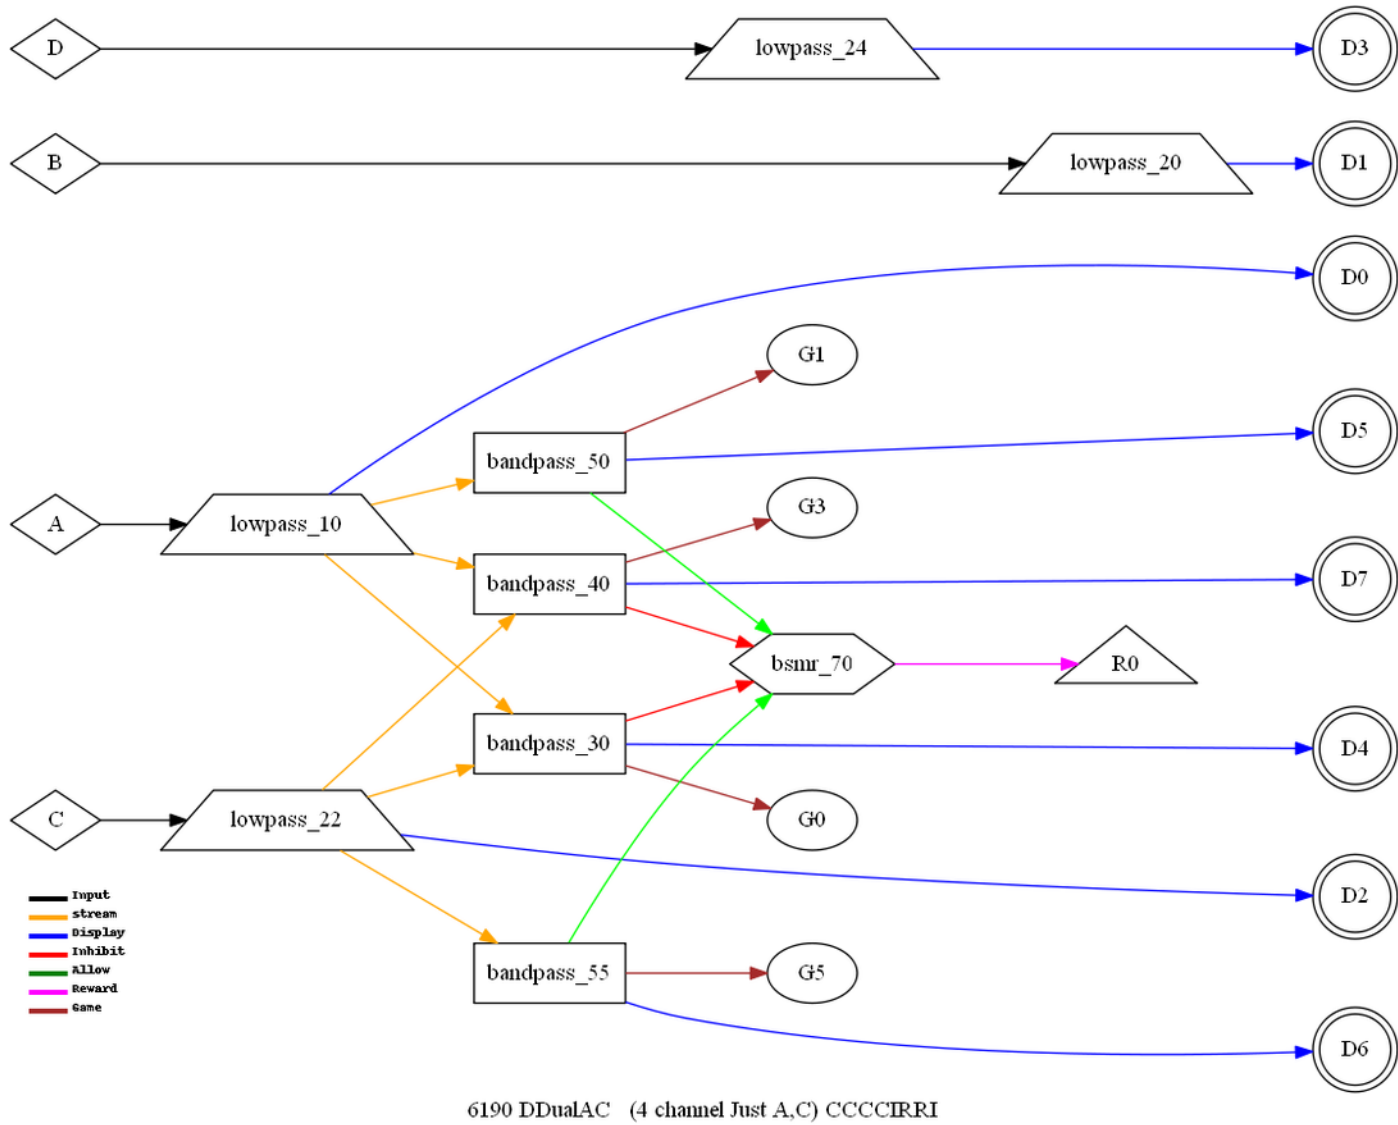 D lowpass_24 D3
B lowpass_20 D1
D0
G1
D5
bandpass_50
G3
A lowpass_10
D7
bandpass_40
bsmr_70 R0
bandpass_30 D4
C lowpass_22 G0
D2
Input
stream
Display
Inhibit
Allow
Reward
Game
bandpass_55 G5
D6
6190 DDualAC (4 channel Just A,C) CCCCIRRI